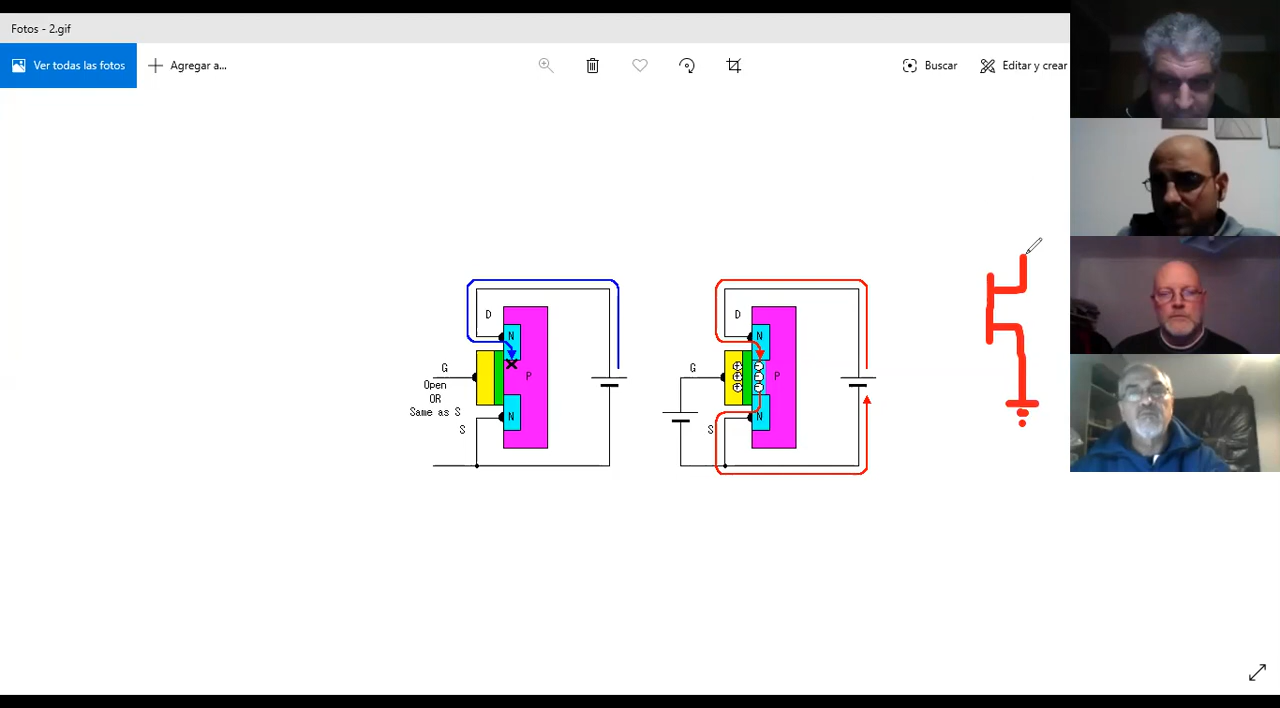 Fotos - 2.gif
Ver todas las fotos
Agregar a...
Buscar
Editar y crear
D
N
G
Open
OR
Same as S
P
N
S
D
N
G
P
N
S